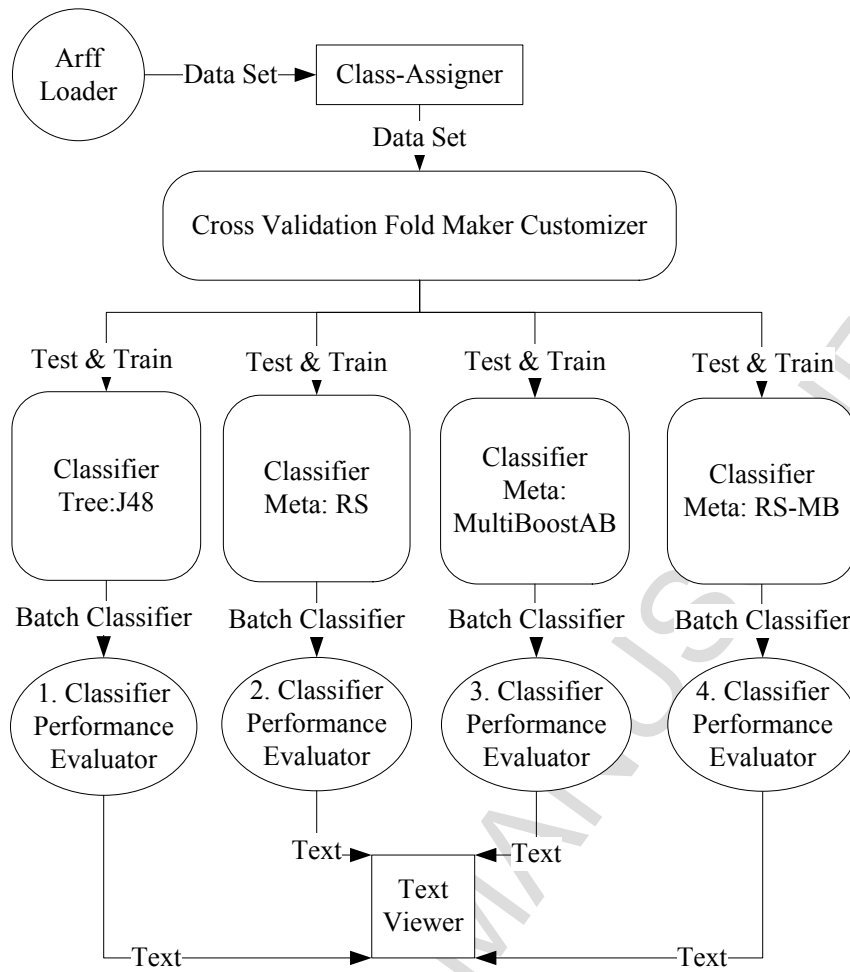 Arff
Loader
Data Set
Class-Assigner
Data Set
Cross Validation Fold Maker Customizer
Test & Train
Test & Train
Test & Train
Test & Train
Classifier
Tree:J48
Classifier
Meta: RS
Classifier
Meta:
MultiBoostAB
Classifier
Meta: RS-MB
Batch Classifier
Batch Classifier
Batch Classifier
Batch Classifier
1. Classifier
Performance
Evaluator
2. Classifier
Performance
Evaluator
3. Classifier
Performance
Evaluator
4. Classifier
Performance
Evaluator
Text
Text
Text
Viewer
Text
Text